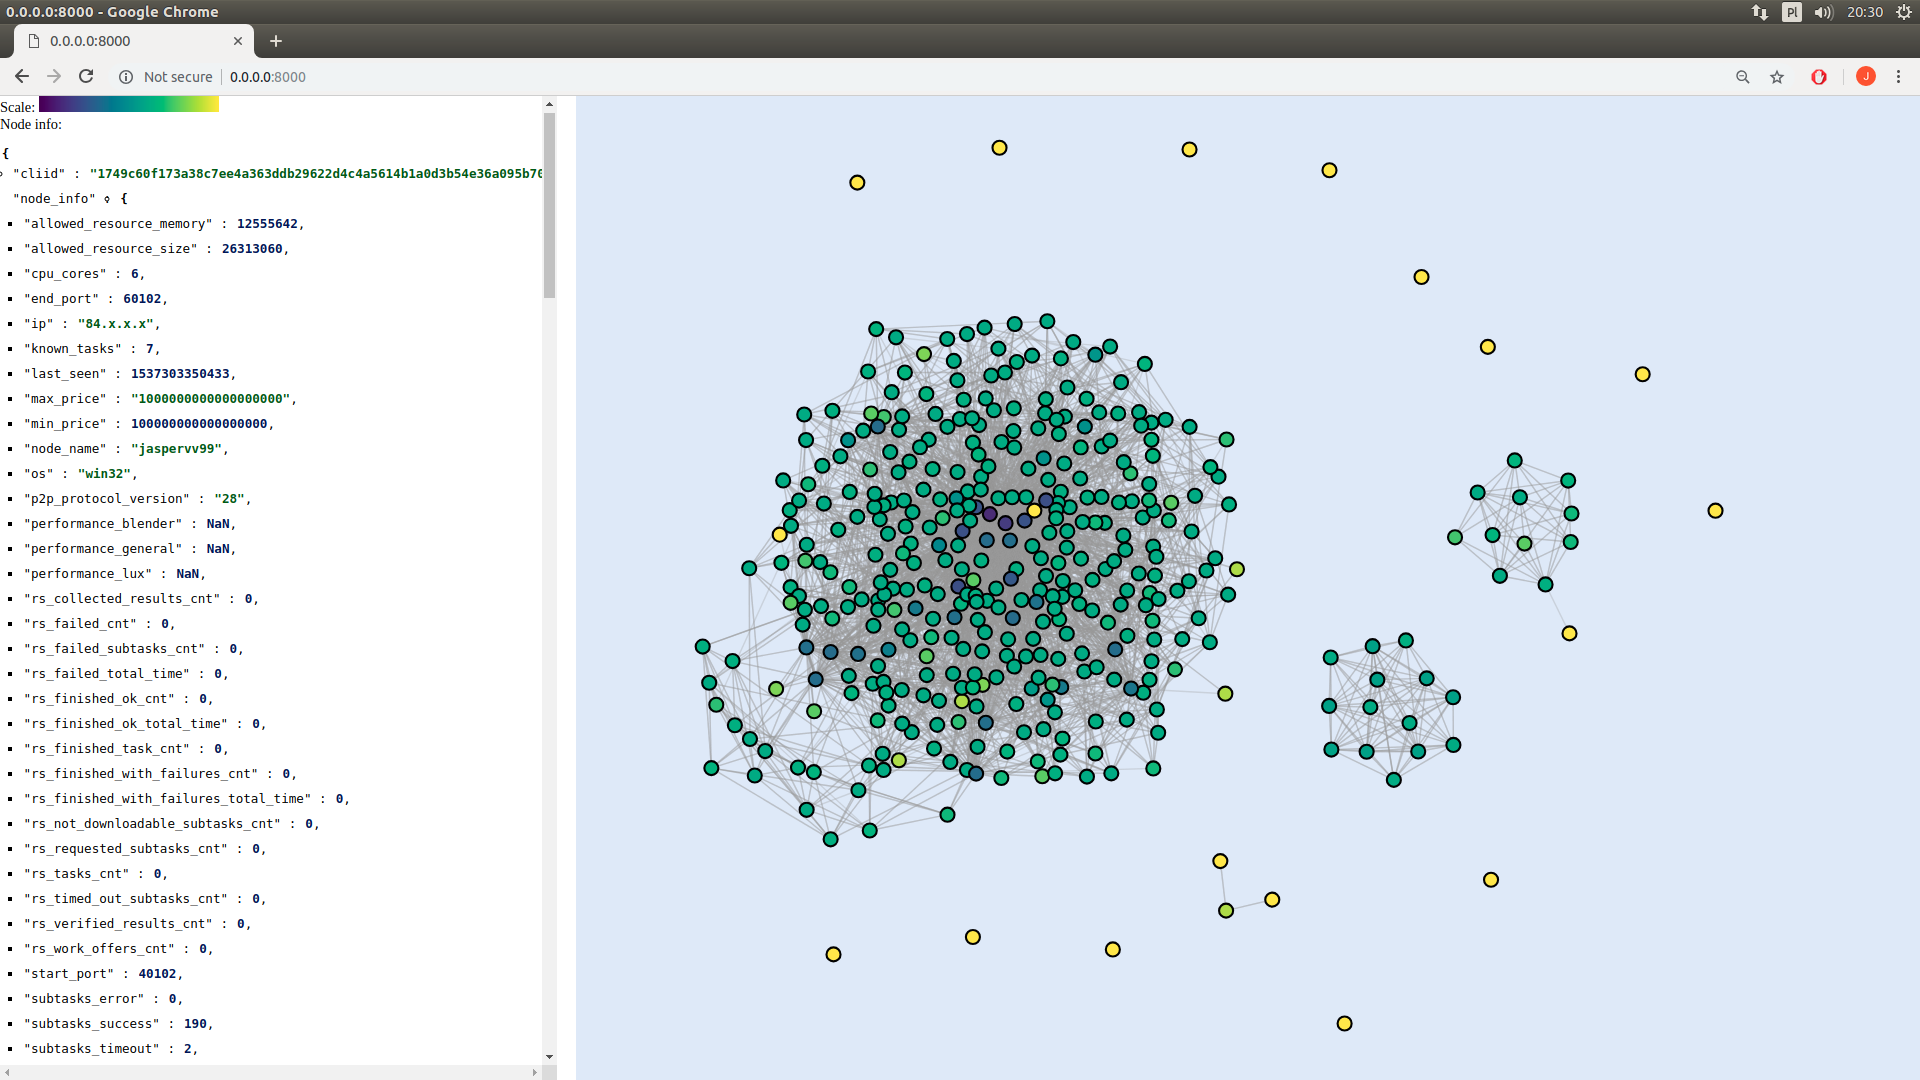 0.0.0.0:8000 - Google Chrome
Pl
20:30
0.0.0.0:8000
Not secure
0.0.0.0:8000
J
Scale:
Node info:
{
"cliid" : "1749c60f173a38c7ee4a363ddb29622d4c4a5614b1a0d3b54e36a095b76
"node_info" {
"allowed_resource_memory" : 12555642,
"allowed_resource_size" : 26313060,
"cpu_cores" : 6,
"end_port" : 60102,
"ip" : "84.x.x.x",
"known_tasks" : 7,
"last_seen" : 1537303350433,
"max_price" : "1000000000000000000",
"min_price" : 100000000000000000,
"node_name" : "jaspervv99",
"os" : "win32",
"p2p_protocol_version" : "28",
"performance_blender" : NaN,
"performance_general" : NaN,
"performance_lux" : NaN,
"rs_collected_results_cnt" : 0,
"rs_failed_cnt" : 0,
"rs_failed_subtasks_cnt" : 0,
"rs_failed_total_time" : 0,
"rs_finished_ok_cnt" : 0,
"rs_finished_ok_total_time" : 0,
"rs_finished_task_cnt" : 0,
"rs_finished_with_failures_cnt" : 0,
"rs_finished_with_failures_total_time" : 0,
"rs_not_downloadable_subtasks_cnt" : 0,
"rs_requested_subtasks_cnt" : 0,
"rs_tasks_cnt" : 0,
"rs_timed_out_subtasks_cnt" : 0,
"rs_verified_results_cnt" : 0,
"rs_work_offers_cnt" : 0,
"start_port" : 40102,
"subtasks_error" : 0,
"subtasks_success" : 190,
"subtasks_timeout" : 2,